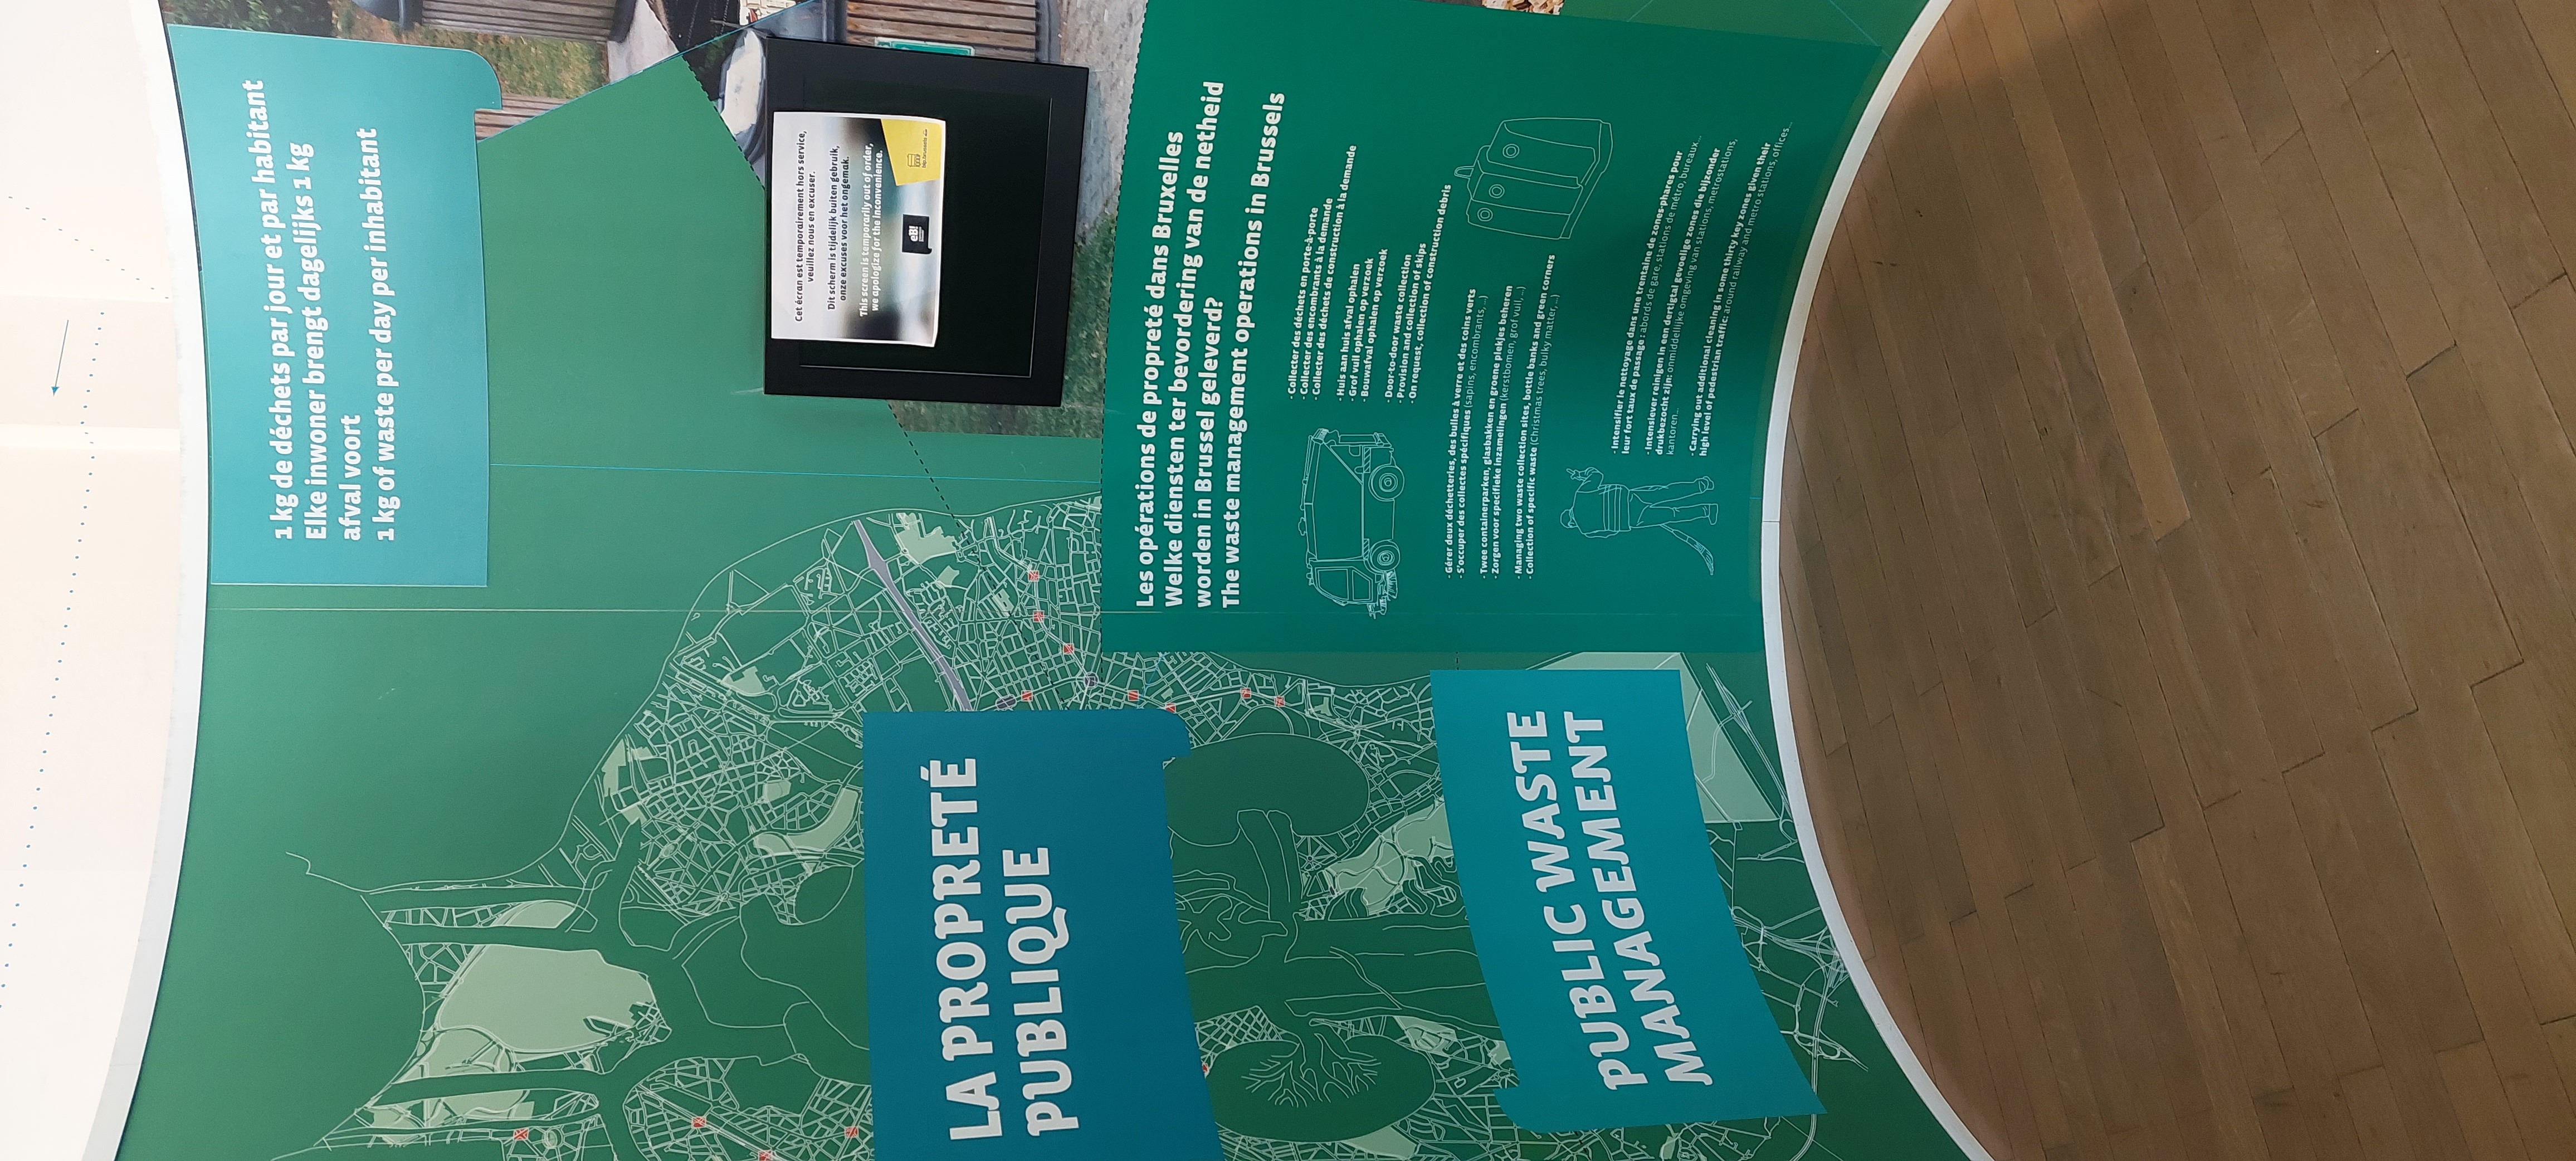 1 kg de déchets par jour et par habitant
Elke inwoner brengt dagelijks 1 kg
afval voort
1 kg of waste per day per inhabitant
Cet écran est temporairement hors service,
veuillez nous en excuser.
Dit scherm is tijdelijk buiten gebruik,
onze excuses voor het ongemak.
This screen is temporarily out of order,
we apologize for the inconvenience.
eB!
LA PROPRETÉ
PUBLIQUE
PUBLIC WASTE
MANAGEMENT
Les opérations de propreté dans Bruxelles
Welke diensten ter bevordering van de netheid
worden in Brussel geleverd?
The waste management operations in Brussels
- Collecter des déchets en porte-à-porte
- Collecter des encombrants à la demande
- Collecter des déchets de construction à la demande
- Huis aan huis afval ophalen
- Grof vuil ophalen op verzoek
- Bouwafval ophalen op verzoek
- Door-to-door waste collection
- Provision and collection of skips
- On request, collection of construction debris
- Gérer deux déchetteries, des bulles à verre et des coins verts
- S'occuper des collectes spécifiques (sapins, encombrants, ...)
- Twee containerparken, glasbakken en groene plekjes beheren
- Zorgen voor specifieke inzamelingen (kerstbomen, grof vuil, ...)
- Managing two waste collection sites, bottle banks and green corners
- Collection of specific waste (Christmas trees, bulky matter, ...)
- Intensifier le nettoyage dans une trentaine de zones-phares pour
leur fort taux de passage : abords de gare, stations de métro, bureaux...
- Intensiever reinigen in een dertigtal gevoelige zones die bijzonder
drukbezocht zijn: onmiddellijke omgeving van stations, metrostations,
kantoren...
- Carrying out additional cleaning in some thirty key zones given their
high level of pedestrian traffic: around railway and metro stations, offices...